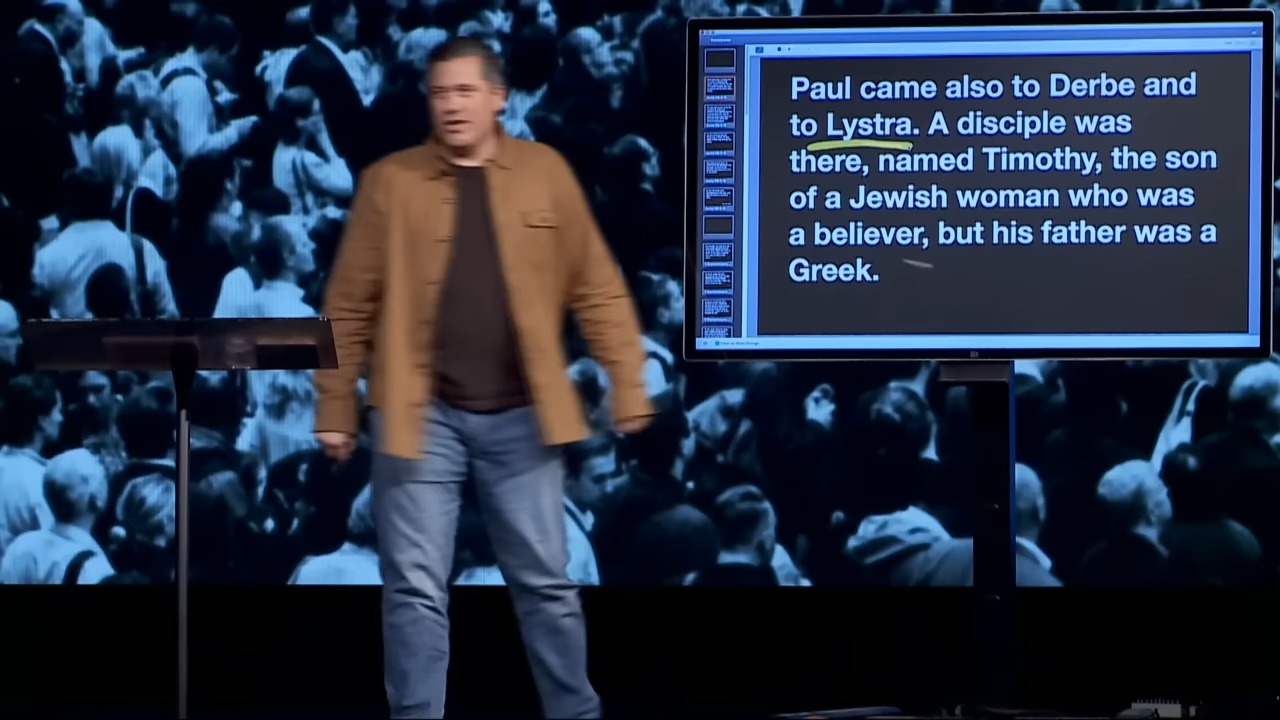 Paul came also to Derbe and
to Lystra. A disciple was
there, named Timothy, the son
of a Jewish woman who was
a believer, but his father was a
Greek.